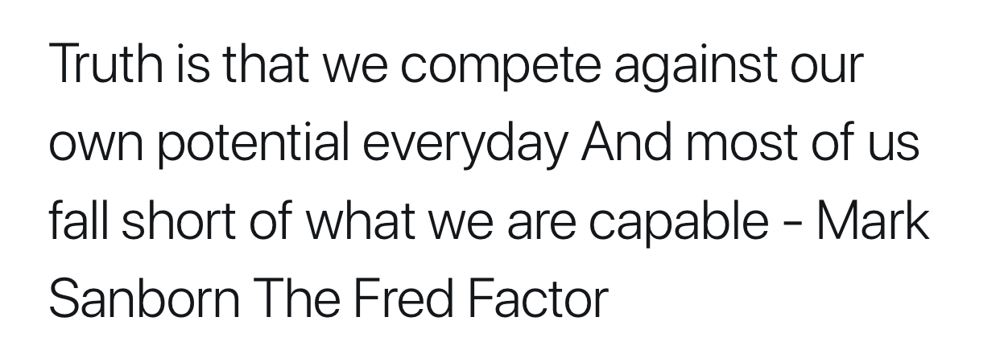 Truth is that we compete against our
own potential everyday And most of us
fall short of what we are capable - Mark
Sanborn The Fred Factor